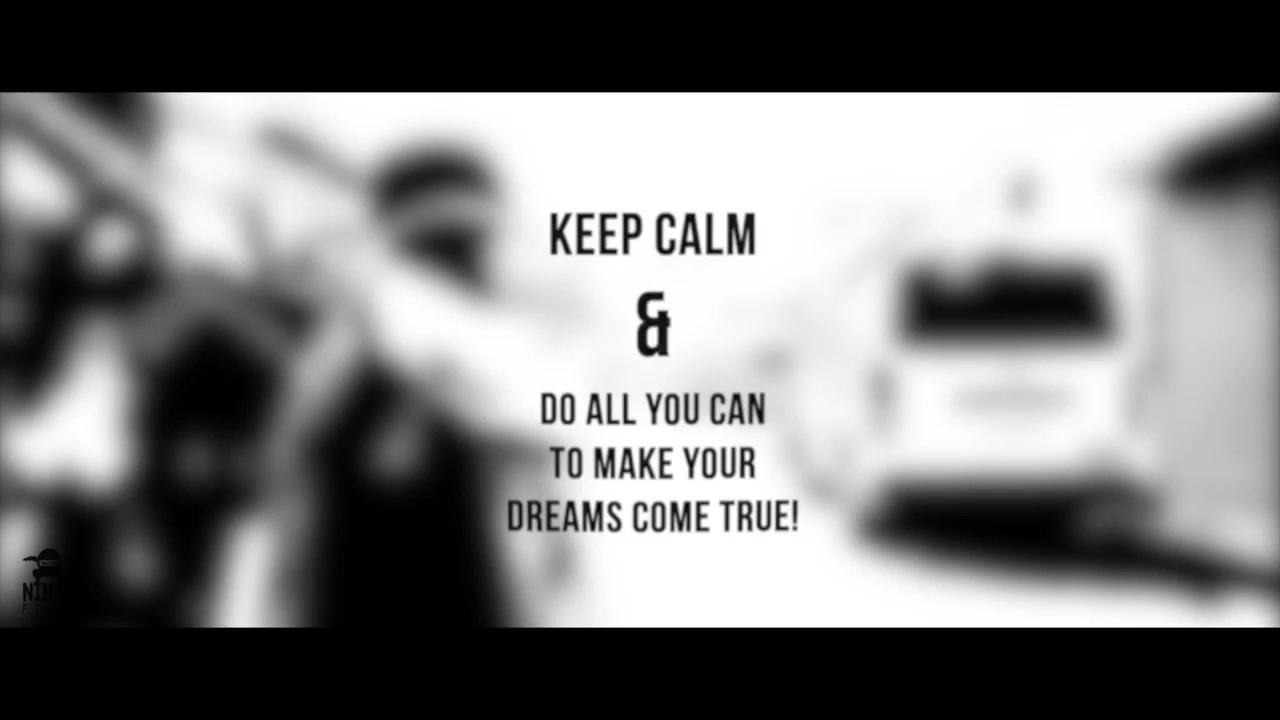 KEEP CALM
&
DO ALL YOU CAN
TO MAKE YOUR
DREAMS COME TRUE!